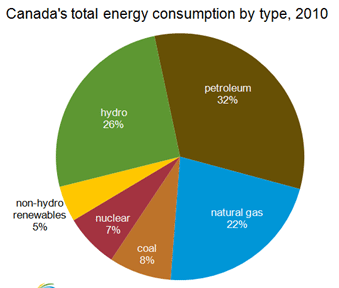 Canada's total energy consumption by type, 2010
petroleum
32%
hydro
26%
natural gas
22%
non-hydro
renewables
5%
nuclear
7%
coal
8%